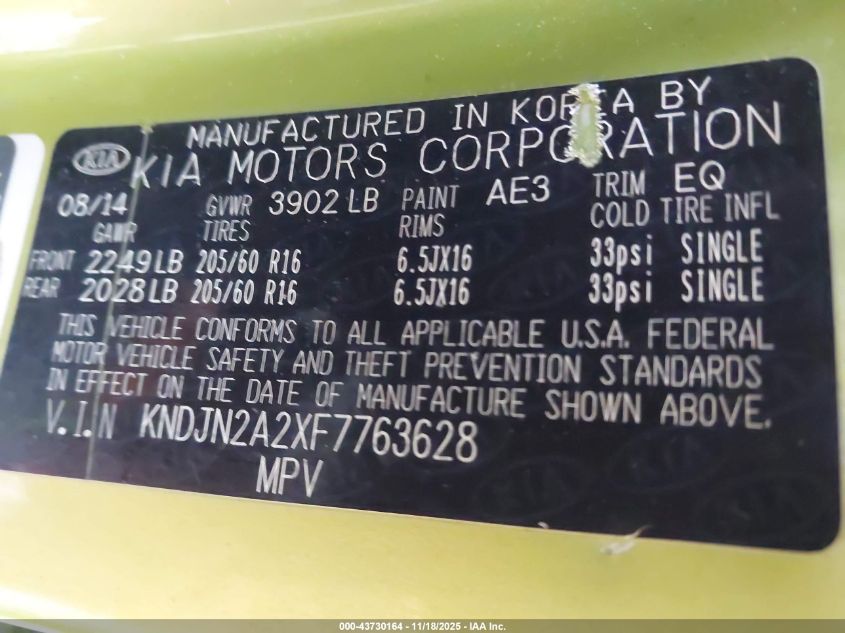 MANUFACTURED IN KOREA BY
KIA KIA MOTORS CORPORATION
08/14 GVWR 3902 LB PAINT AE3 TRIM EQ
GAWR TIRES RIMS COLD TIRE INFL
FRONT 2249 LB 205/60 R16 6.5JX16 33psi SINGLE
REAR 2028 LB 205/60 R16 6.5JX16 33psi SINGLE
THIS VEHICLE CONFORMS TO ALL APPLICABLE U.S.A. FEDERAL
MOTOR VEHICLE SAFETY AND THEFT PREVENTION STANDARDS
IN EFFECT ON THE DATE OF MANUFACTURE SHOWN ABOVE.
V.I.N KNDJN2A2XF7763628
MPV
000-43730164 - 11/18/2025 - IAA Inc.